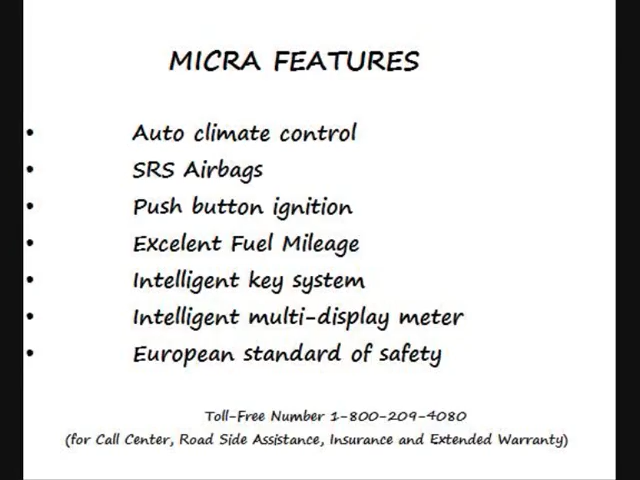 MICRA FEATURES
• Auto climate control
• SRS Airbags
• Push button ignition
• Excelent Fuel Mileage
• Intelligent key system
• Intelligent multi-display meter
• European standard of safety
Toll-Free Number 1-800-209-4080
(for Call Center, Road Side Assistance, Insurance and Extended Warranty)